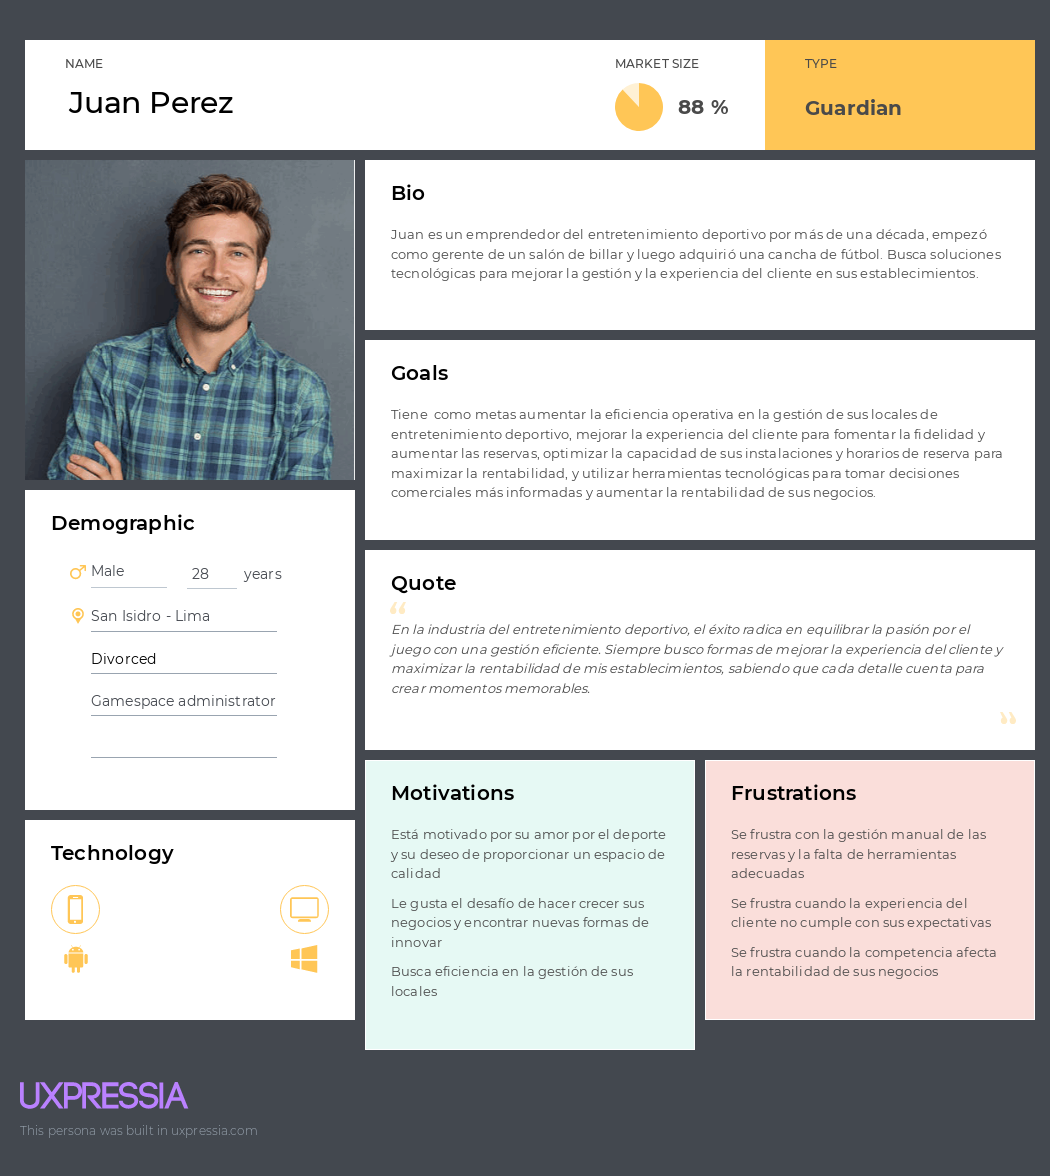 NAME
Juan Perez
MARKET SIZE
88 %
TYPE
Guardian
Bio
Juan es un emprendedor del entretenimiento deportivo por más de una década, empezó
como gerente de un salón de billar y luego adquirió una cancha de fútbol. Busca soluciones
tecnológicas para mejorar la gestión y la experiencia del cliente en sus establecimientos.
Goals
Tiene como metas aumentar la eficiencia operativa en la gestión de sus locales de
entretenimiento deportivo, mejorar la experiencia del cliente para fomentar la fidelidad y
aumentar las reservas, optimizar la capacidad de sus instalaciones y horarios de reserva para
maximizar la rentabilidad, y utilizar herramientas tecnológicas para tomar decisiones
comerciales más informadas y aumentar la rentabilidad de sus negocios.
Demographic
Male
28 years
San Isidro - Lima
Divorced
Gamespace administrator
Quote
“
En la industria del entretenimiento deportivo, el éxito radica en equilibrar la pasión por el
juego con una gestión eficiente. Siempre busco formas de mejorar la experiencia del cliente y
maximizar la rentabilidad de mis establecimientos, sabiendo que cada detalle cuenta para
crear momentos memorables.
”
Technology
Motivations
Está motivado por su amor por el deporte
y su deseo de proporcionar un espacio de
calidad
Le gusta el desafío de hacer crecer sus
negocios y encontrar nuevas formas de
innovar
Busca eficiencia en la gestión de sus
locales
Frustrations
Se frustra con la gestión manual de las
reservas y la falta de herramientas
adecuadas
Se frustra cuando la experiencia del
cliente no cumple con sus expectativas
Se frustra cuando la competencia afecta
la rentabilidad de sus negocios
UXPRESSIA
This persona was built in uxpressia.com